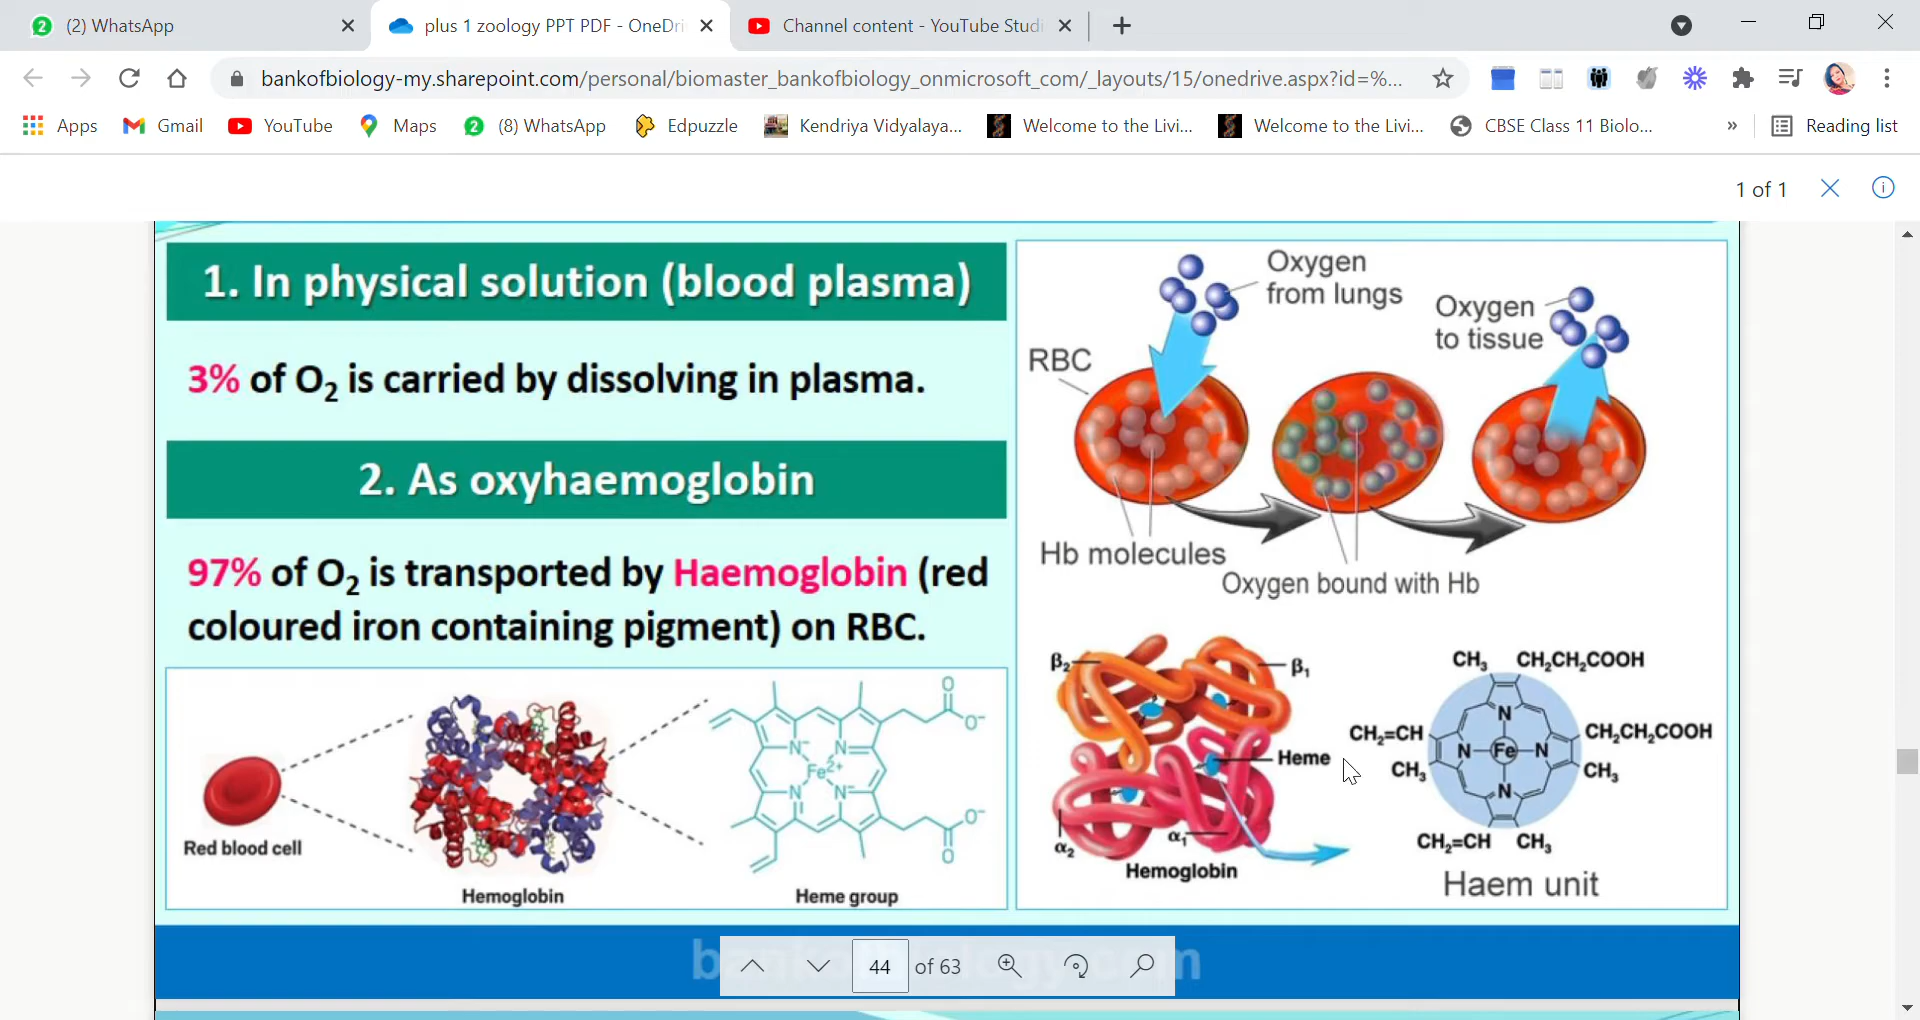 (2) WhatsApp
plus 1 zoology PPT PDF - OneDri
Channel content - YouTube Studi
bankofbiology-my.sharepoint.com/personal/biomaster_bankofbiology_onmicrosoft_com/_layouts/15/onedrive.aspx?id=%...
Apps
Gmail
YouTube
Maps
(8) WhatsApp
Edpuzzle
Kendriya Vidyalaya...
Welcome to the Livi...
Welcome to the Livi...
CBSE Class 11 Biolo...
»
Reading list
1 of 1
1. In physical solution (blood plasma)
3% of O₂ is carried by dissolving in plasma.
2. As oxyhaemoglobin
97% of O₂ is transported by Haemoglobin (red
coloured iron containing pigment) on RBC.
Red blood cell
Hemoglobin
O
O⁻
N⁻
N
Fe²⁺
N
N⁻
O⁻
O
Heme group
Oxygen
from lungs
Oxygen
to tissue
RBC
Hb molecules
Oxygen bound with Hb
β₂
β₁
Heme
α₂
α₁
Hemoglobin
CH₃
CH₂CH₂COOH
CH₂=CH
CH₂CH₂COOH
N
N
Fe
N
N
CH₃
CH₃
CH₂=CH
CH₃
Haem unit
44
of 63